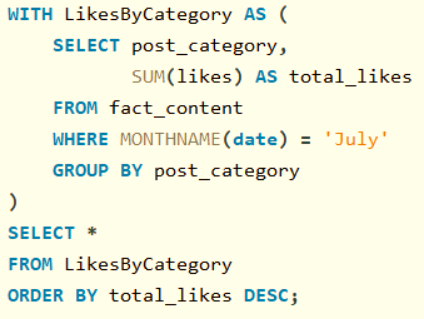 WITH LikesByCategory AS (
    SELECT post_category,
           SUM(likes) AS total_likes
    FROM fact_content
    WHERE MONTHNAME(date) = 'July'
    GROUP BY post_category
)
SELECT *
FROM LikesByCategory
ORDER BY total_likes DESC;